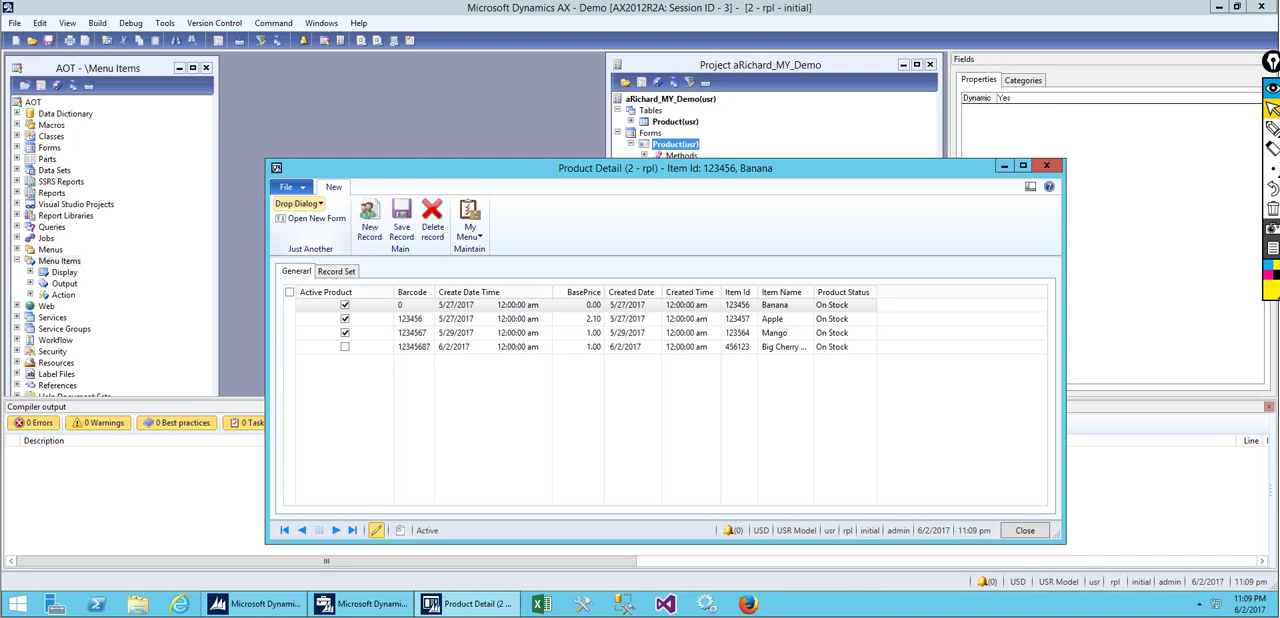 Microsoft Dynamics AX - Demo [AX2012R2A: Session ID - 3] - [2 - rpl - initial]
File Edit View Build Debug Tools Version Control Command Windows Help
AOT - \Menu Items
AOT
Data Dictionary
Macros
Classes
Forms
Parts
Data Sets
SSRS Reports
Reports
Visual Studio Projects
Report Libraries
Queries
Jobs
Menus
Menu Items
Display
Output
Action
Web
Services
Service Groups
Workflow
Security
Resources
Label Files
References
Help Document Sets
Project aRichard_MY_Demo
aRichard_MY_Demo(usr)
Tables
Product(usr)
Forms
Product(usr)
Methods
Fields
Properties Categories
Dynamic Yes
Product Detail (2 - rpl) - Item Id: 123456, Banana
File New
Drop Dialog
Open New Form
Just Another
New Record
Save Record
Delete record
Main
My Menu
Maintain
General Record Set
Active Product Barcode Create Date Time BasePrice Created Date Created Time Item Id Item Name Product Status
0 5/27/2017 12:00:00 am 0.00 5/27/2017 12:00:00 am 123456 Banana On Stock
123456 5/27/2017 12:00:00 am 2.10 5/27/2017 12:00:00 am 123457 Apple On Stock
1234567 5/29/2017 12:00:00 am 1.00 5/29/2017 12:00:00 am 123564 Mango On Stock
12345687 6/2/2017 12:00:00 am 1.00 6/2/2017 12:00:00 am 456123 Big Cherry ... On Stock
Active (0) USD USR Model usr rpl initial admin 6/2/2017 11:09 pm Close
Compiler output
0 Errors 0 Warnings 0 Best practices 0 Task
Description Line
(0) USD USR Model usr rpl initial admin 6/2/2017 11:09 pm
Microsoft Dynami... Microsoft Dynami... Product Detail (2 ...
11:09 PM
6/2/2017